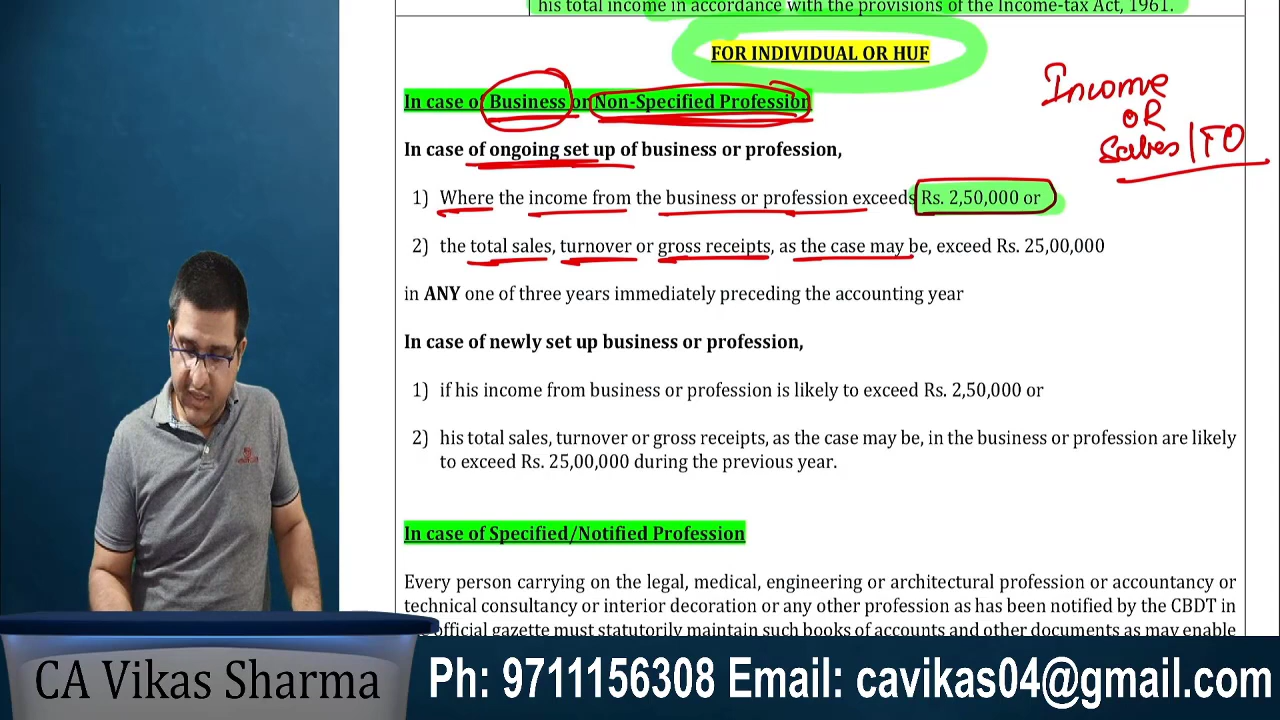 his total income in accordance with the provisions of the Income-tax Act, 1961.
FOR INDIVIDUAL OR HUF
In case of Business or Non-Specified Profession
Income
OR
Sales / TO
In case of ongoing set up of business or profession,
1) Where the income from the business or profession exceeds Rs. 2,50,000 or
2) the total sales, turnover or gross receipts, as the case may be, exceed Rs. 25,00,000
in ANY one of three years immediately preceding the accounting year
In case of newly set up business or profession,
1) if his income from business or profession is likely to exceed Rs. 2,50,000 or
2) his total sales, turnover or gross receipts, as the case may be, in the business or profession are likely
to exceed Rs. 25,00,000 during the previous year.
In case of Specified/Notified Profession
Every person carrying on the legal, medical, engineering or architectural profession or accountancy or
technical consultancy or interior decoration or any other profession as has been notified by the CBDT in
official gazette must statutorily maintain such books of accounts and other documents as may enable
CA Vikas Sharma
Ph: 9711156308 Email: cavikas04@gmail.com